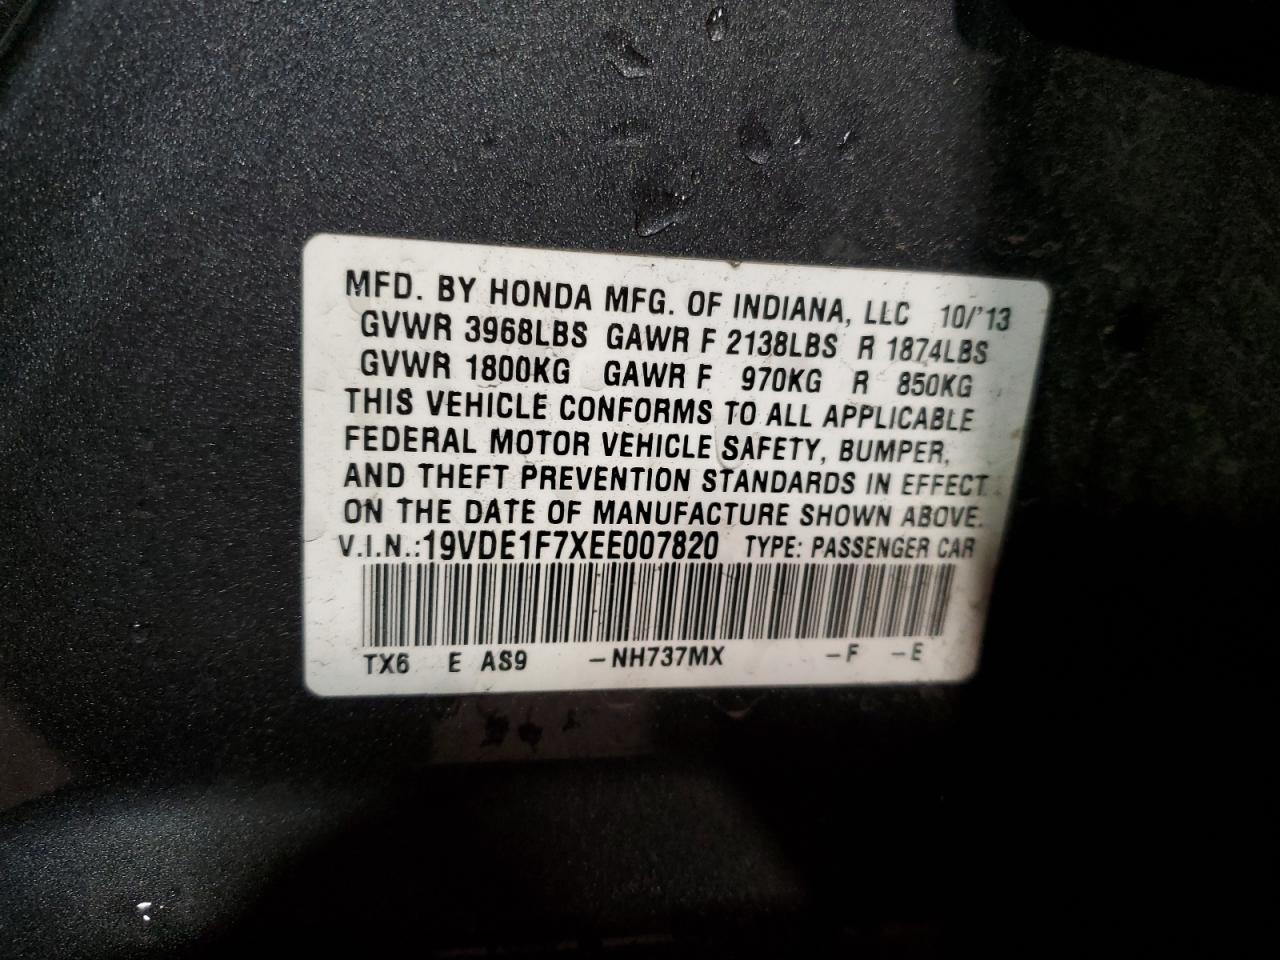 MFD. BY HONDA MFG. OF INDIANA, LLC 10/'13
GVWR 3968LBS GAWR F 2138LBS R 1874LBS
GVWR 1800KG GAWR F 970KG R 850KG
THIS VEHICLE CONFORMS TO ALL APPLICABLE
FEDERAL MOTOR VEHICLE SAFETY, BUMPER,
AND THEFT PREVENTION STANDARDS IN EFFECT
ON THE DATE OF MANUFACTURE SHOWN ABOVE.
V.I.N.:19VDE1F7XEE007820 TYPE: PASSENGER CAR
TX6 E AS9 -NH737MX -F -E